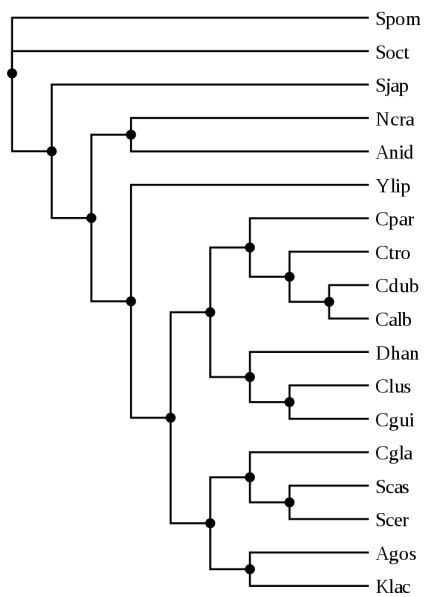 Spom
Soct
Sjap
Ncra
Anid
Ylip
Cpar
Ctro
Cdub
Calb
Dhan
Clus
Cgui
Cgla
Scas
Scer
Agos
Klac